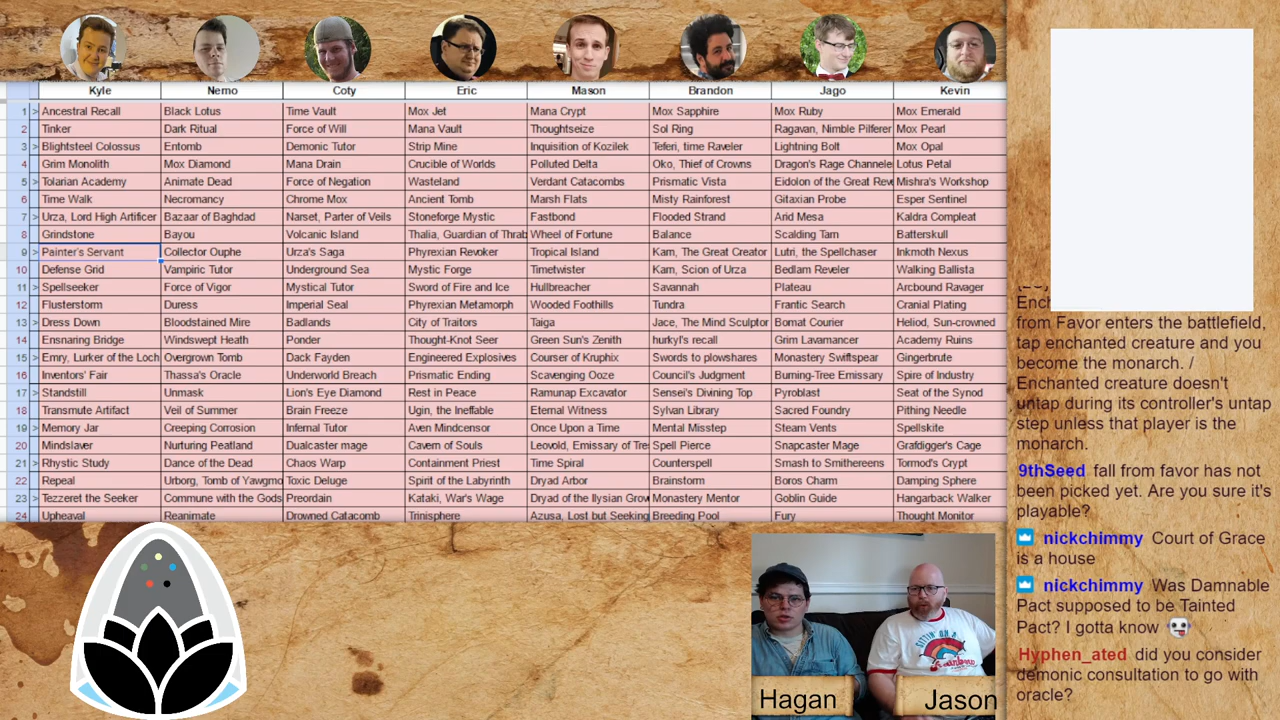 Kyle Nemo Coty Eric Mason Brandon Jago Kevin
1 > Ancestral Recall Black Lotus Time Vault Mox Jet Mana Crypt Mox Sapphire Mox Ruby Mox Emerald
2 Tinker Dark Ritual Force of Will Mana Vault Thoughtseize Sol Ring Ragavan, Nimble Pilferer Mox Pearl
3 > Blightsteel Colossus Entomb Demonic Tutor Strip Mine Inquisition of Kozilek Teferi, time Raveler Lightning Bolt Mox Opal
4 Grim Monolith Mox Diamond Mana Drain Crucible of Worlds Polluted Delta Oko, Thief of Crowns Dragon's Rage Channele Lotus Petal
5 > Tolarian Academy Animate Dead Force of Negation Wasteland Verdant Catacombs Prismatic Vista Eidolon of the Great Rev Mishra's Workshop
6 Time Walk Necromancy Chrome Mox Ancient Tomb Marsh Flats Misty Rainforest Gitaxian Probe Esper Sentinel
7 > Urza, Lord High Artificer Bazaar of Baghdad Narset, Parter of Veils Stoneforge Mystic Fastbond Flooded Strand Arid Mesa Kaldra Compleat
8 Grindstone Bayou Volcanic Island Thalia, Guardian of Thrab Wheel of Fortune Balance Scalding Tarn Batterskull
9 > Painter's Servant Collector Ouphe Urza's Saga Phyrexian Revoker Tropical Island Karn, The Great Creator Lutri, the Spellchaser Inkmoth Nexus
10 Defense Grid Vampiric Tutor Underground Sea Mystic Forge Timetwister Karn, Scion of Urza Bedlam Reveler Walking Ballista
11 > Spellseeker Force of Vigor Mystical Tutor Sword of Fire and Ice Hullbreacher Savannah Plateau Arcbound Ravager
12 Flusterstorm Duress Imperial Seal Phyrexian Metamorph Wooded Foothills Tundra Frantic Search Cranial Plating
13 > Dress Down Bloodstained Mire Badlands City of Traitors Taiga Jace, The Mind Sculptor Bomat Courier Heliod, Sun-crowned
14 Ensnaring Bridge Windswept Heath Ponder Thought-Knot Seer Green Sun's Zenith hurkyl's recall Grim Lavamancer Academy Ruins
15 > Emry, Lurker of the Loch Overgrown Tomb Dack Fayden Engineered Explosives Courser of Kruphix Swords to plowshares Monastery Swiftspear Gingerbrute
16 Inventors' Fair Thassa's Oracle Underworld Breach Prismatic Ending Scavenging Ooze Council's Judgment Burning-Tree Emissary Spire of Industry
17 > Standstill Unmask Lion's Eye Diamond Rest in Peace Ramunap Excavator Sensei's Divining Top Pyroblast Seat of the Synod
18 Transmute Artifact Veil of Summer Brain Freeze Ugin, the Ineffable Eternal Witness Sylvan Library Sacred Foundry Pithing Needle
19 > Memory Jar Creeping Corrosion Infernal Tutor Aven Mindcensor Once Upon a Time Mental Misstep Steam Vents Spellskite
20 Mindslaver Nurturing Peatland Dualcaster mage Cavern of Souls Leovold, Emissary of Tres Spell Pierce Snapcaster Mage Grafdigger's Cage
21 > Rhystic Study Dance of the Dead Chaos Warp Containment Priest Time Spiral Counterspell Smash to Smithereens Tormod's Crypt
22 Repeal Urborg, Tomb of Yawgmo Toxic Deluge Spirit of the Labyrinth Dryad Arbor Brainstorm Boros Charm Damping Sphere
23 > Tezzeret the Seeker Commune with the Gods Preordain Kataki, War's Wage Dryad of the Ilysian Grov Monastery Mentor Goblin Guide Hangarback Walker
24 Upheaval Reanimate Drowned Catacomb Trinisphere Azusa, Lost but Seeking Breeding Pool Fury Thought Monitor
from Favor enters the battlefield,
tap enchanted creature and you
become the monarch. /
Enchanted creature doesn't
untap during its controller's untap
step unless that player is the
monarch.
9thSeed fall from favor has not
been picked yet. Are you sure it's
playable?
nickchimmy Court of Grace
is a house
nickchimmy Was Damnable
Pact supposed to be Tainted
Pact? I gotta know
Hyphen_ated did you consider
demonic consultation to go with
oracle?
Hagan
Jason